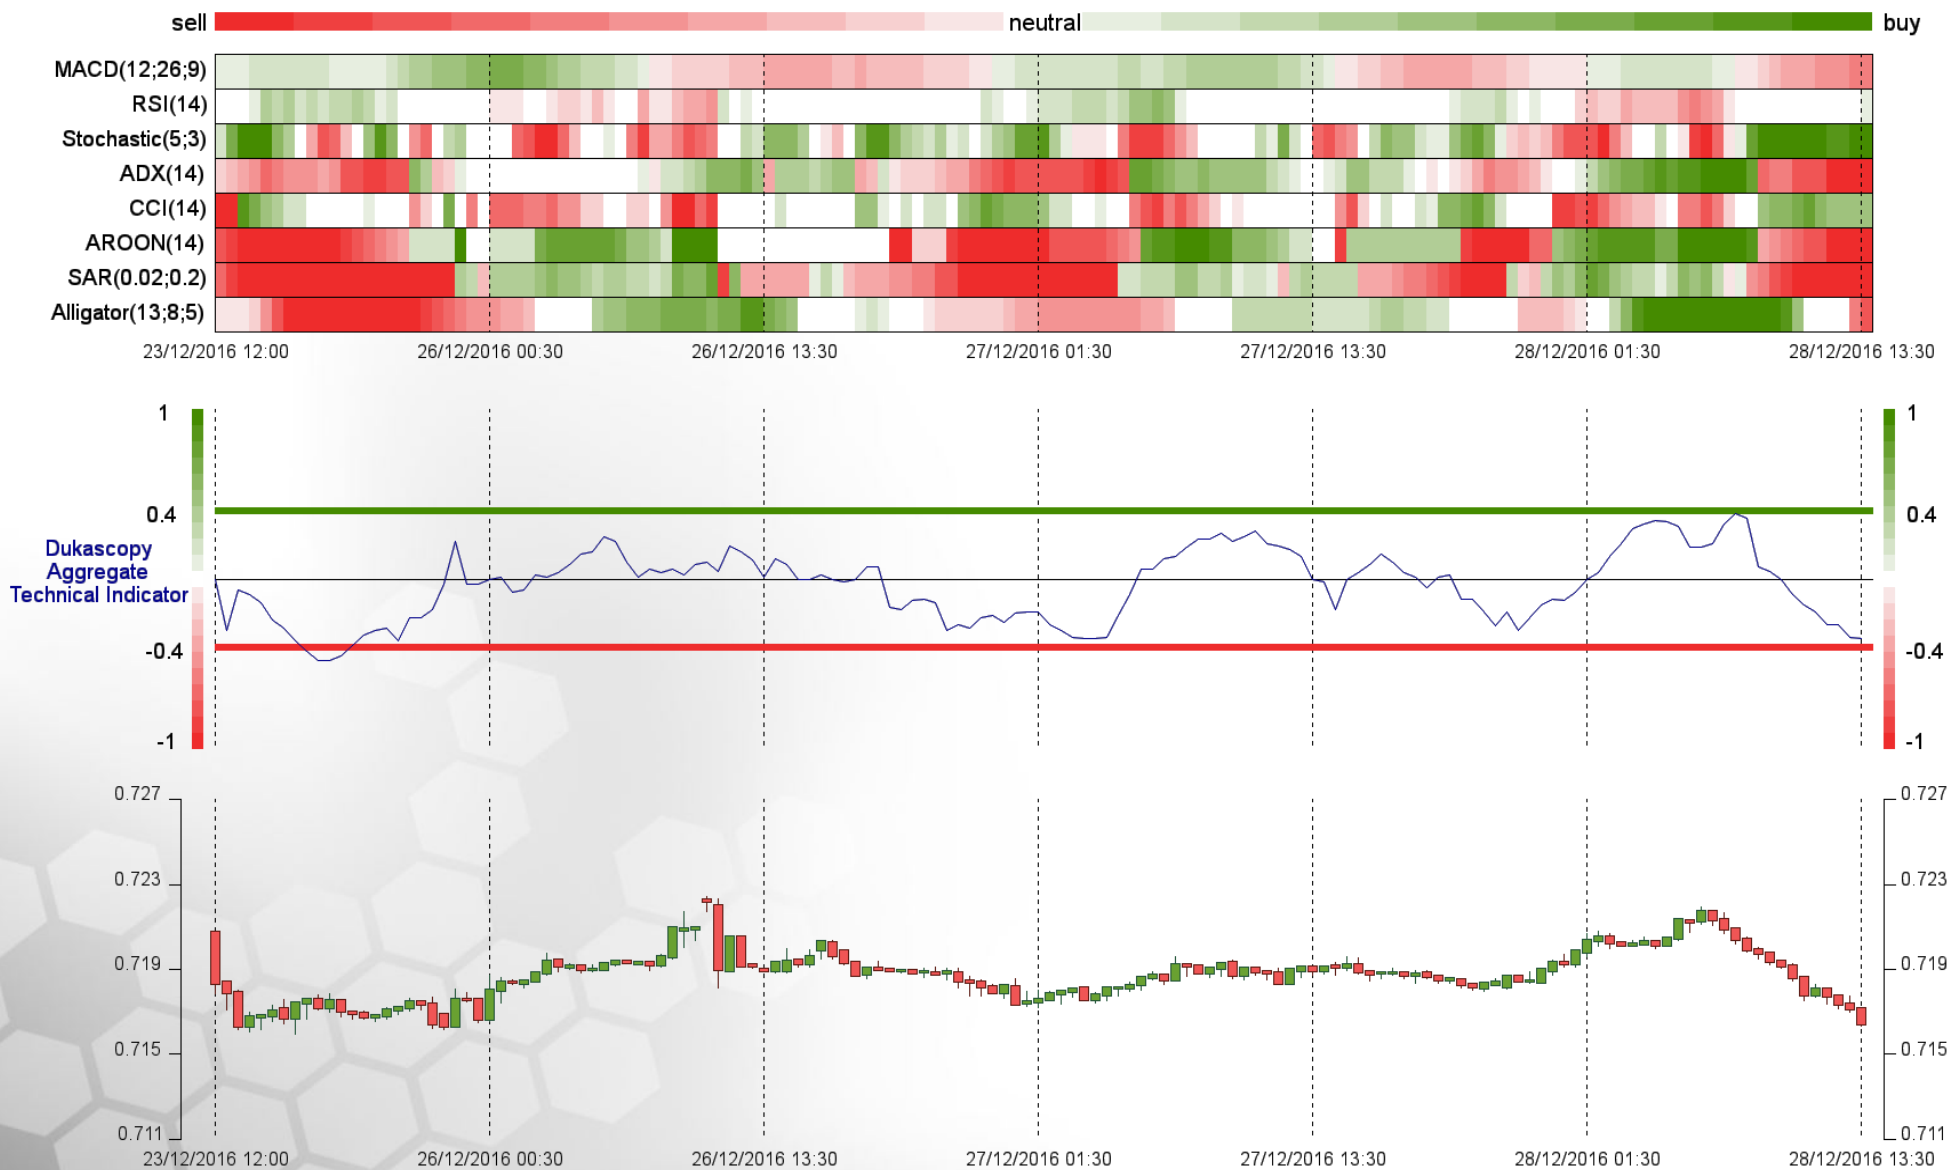 sell neutral buy
MACD(12;26;9)
RSI(14)
Stochastic(5;3)
ADX(14)
CCI(14)
AROON(14)
SAR(0.02;0.2)
Alligator(13;8;5)
23/12/2016 12:00 26/12/2016 00:30 26/12/2016 13:30 27/12/2016 01:30 27/12/2016 13:30 28/12/2016 01:30 28/12/2016 13:30
1 1
0.4 0.4
Dukascopy
Aggregate
Technical Indicator
-0.4 -0.4
-1 -1
0.727 0.727
0.723 0.723
0.719 0.719
0.715 0.715
0.711 0.711
23/12/2016 12:00 26/12/2016 00:30 26/12/2016 13:30 27/12/2016 01:30 27/12/2016 13:30 28/12/2016 01:30 28/12/2016 13:30